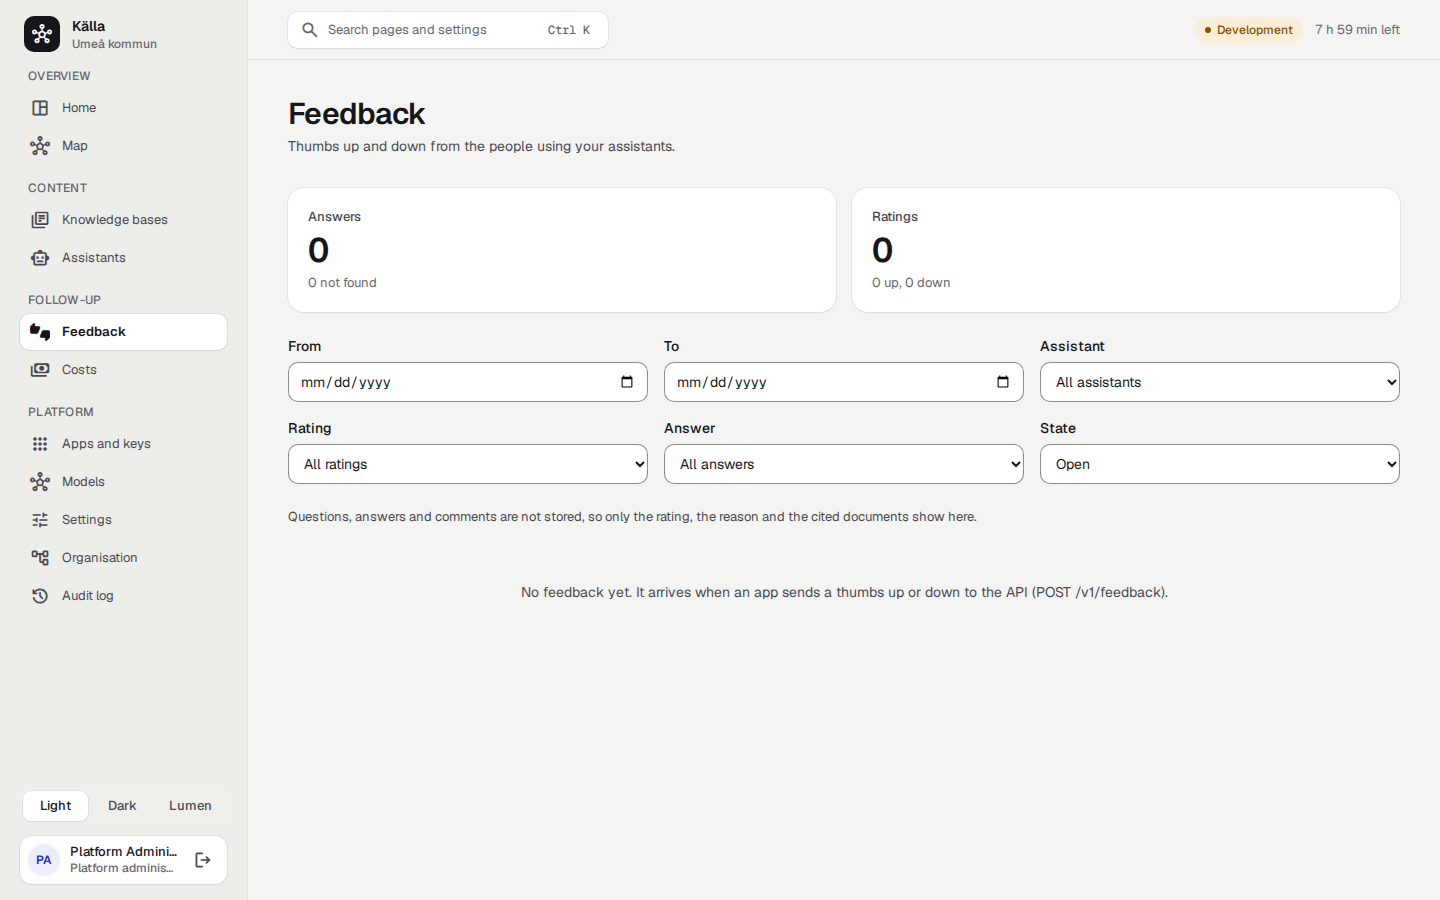 Källa
Umeå kommun
OVERVIEW
Home
Map
CONTENT
Knowledge bases
Assistants
FOLLOW-UP
Feedback
Costs
PLATFORM
Apps and keys
Models
Settings
Organisation
Audit log
Light Dark Lumen
PA
Platform Admini…
Platform adminis…
Search pages and settings Ctrl K
Development 7 h 59 min left
Feedback
Thumbs up and down from the people using your assistants.
Answers
0
0 not found
Ratings
0
0 up, 0 down
From To Assistant
mm/dd/yyyy mm/dd/yyyy All assistants
Rating Answer State
All ratings All answers Open
Questions, answers and comments are not stored, so only the rating, the reason and the cited documents show here.
No feedback yet. It arrives when an app sends a thumbs up or down to the API (POST /v1/feedback).